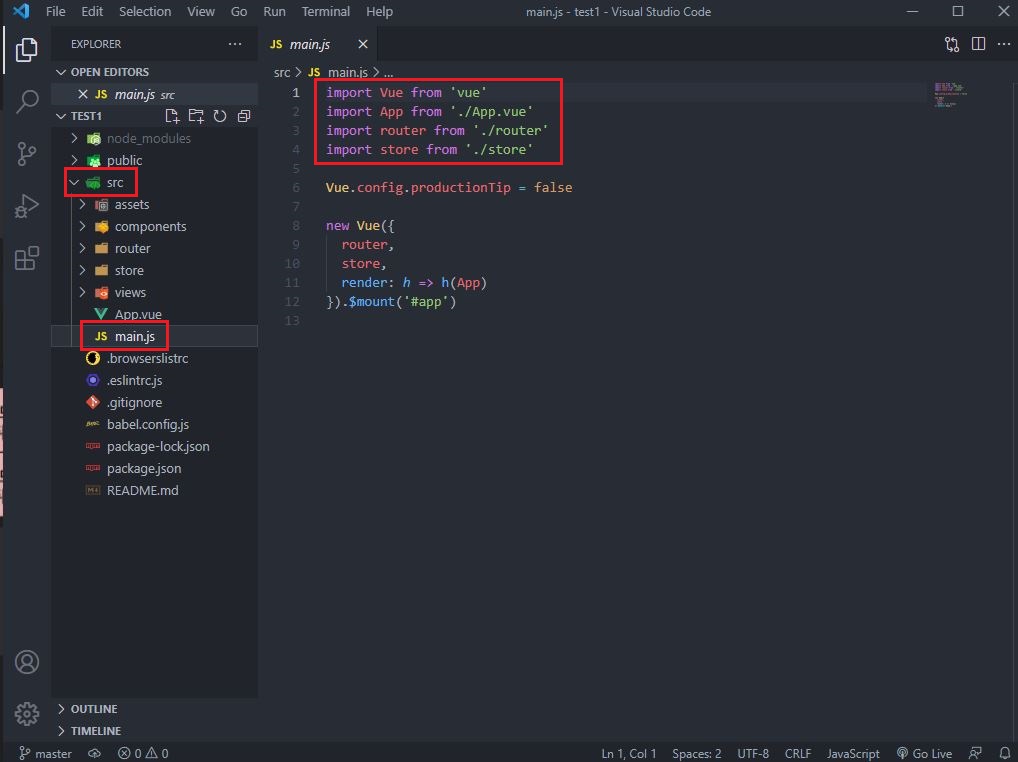 File Edit Selection View Go Run Terminal Help main.js - test1 - Visual Studio Code
EXPLORER
JS main.js
OPEN EDITORS
src > JS main.js > ...
JS main.js src
TEST1
node_modules
public
src
assets
components
router
store
views
App.vue
JS main.js
.browserslistrc
.eslintrc.js
.gitignore
babel.config.js
package-lock.json
package.json
README.md
OUTLINE
TIMELINE
1 import Vue from 'vue'
2 import App from './App.vue'
3 import router from './router'
4 import store from './store'
5
6 Vue.config.productionTip = false
7
8 new Vue({
9 router,
10 store,
11 render: h => h(App)
12 }).$mount('#app')
13
master 0 0 Ln 1, Col 1 Spaces: 2 UTF-8 CRLF JavaScript Go Live